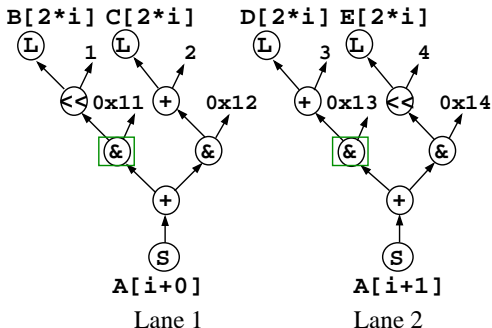 B[2*i] C[2*i] D[2*i] E[2*i]
L 1 L 2 L 3 L 4
<< 0x11 + 0x12 + 0x13 << 0x14
& & & &
+ +
S S
A[i+0] A[i+1]
Lane 1 Lane 2